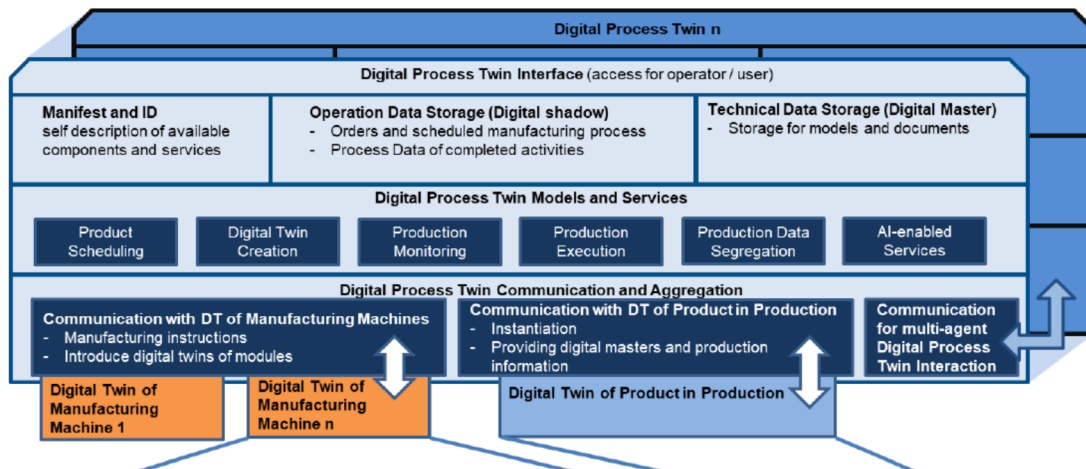 Digital Process Twin n
Digital Process Twin Interface (access for operator / user)
Manifest and ID
self description of available
components and services
Operation Data Storage (Digital shadow)
- Orders and scheduled manufacturing process
- Process Data of completed activities
Technical Data Storage (Digital Master)
- Storage for models and documents
Digital Process Twin Models and Services
Product
Scheduling
Digital Twin
Creation
Production
Monitoring
Production
Execution
Production Data
Segregation
AI-enabled
Services
Digital Process Twin Communication and Aggregation
Communication with DT of Manufacturing Machines
- Manufacturing instructions
- Introduce digital twins of modules
Communication with DT of Product in Production
- Instantiation
- Providing digital masters and production
information
Communication
for multi-agent
Digital Process
Twin Interaction
Digital Twin of
Manufacturing
Machine 1
Digital Twin of
Manufacturing
Machine n
Digital Twin of Product in Production